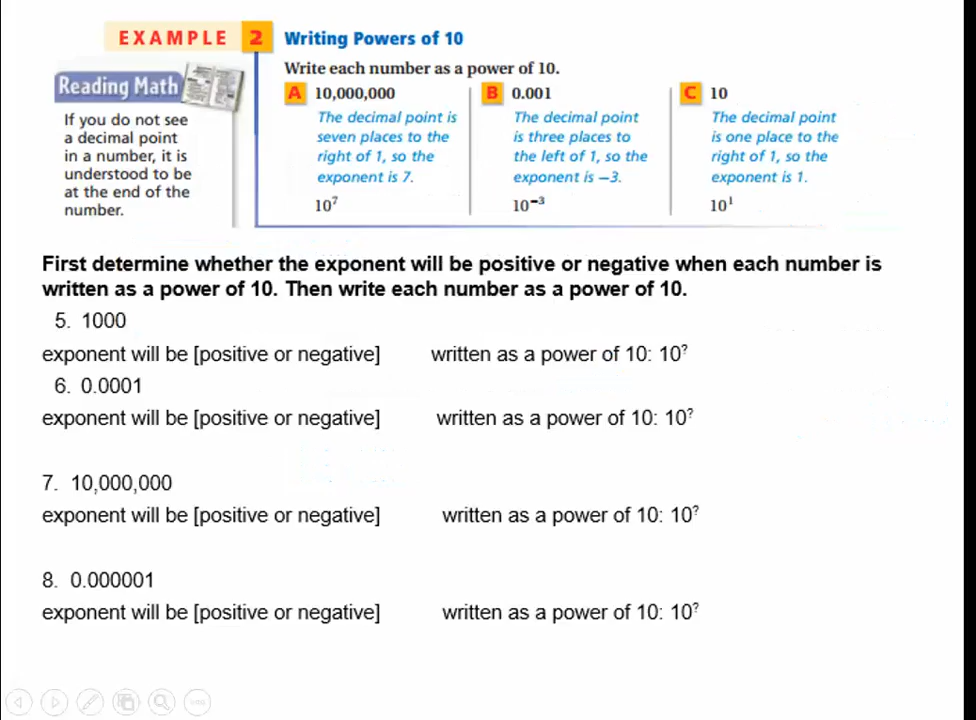 EXAMPLE 2 Writing Powers of 10
Write each number as a power of 10.
Reading Math
If you do not see
a decimal point
in a number, it is
understood to be
at the end of the
number.
A 10,000,000
The decimal point is
seven places to the
right of 1, so the
exponent is 7.
10⁷
B 0.001
The decimal point
is three places to
the left of 1, so the
exponent is –3.
10⁻³
C 10
The decimal point
is one place to the
right of 1, so the
exponent is 1.
10¹
First determine whether the exponent will be positive or negative when each number is
written as a power of 10. Then write each number as a power of 10.
5. 1000
exponent will be [positive or negative] written as a power of 10: 10?
6. 0.0001
exponent will be [positive or negative] written as a power of 10: 10?
7. 10,000,000
exponent will be [positive or negative] written as a power of 10: 10?
8. 0.000001
exponent will be [positive or negative] written as a power of 10: 10?